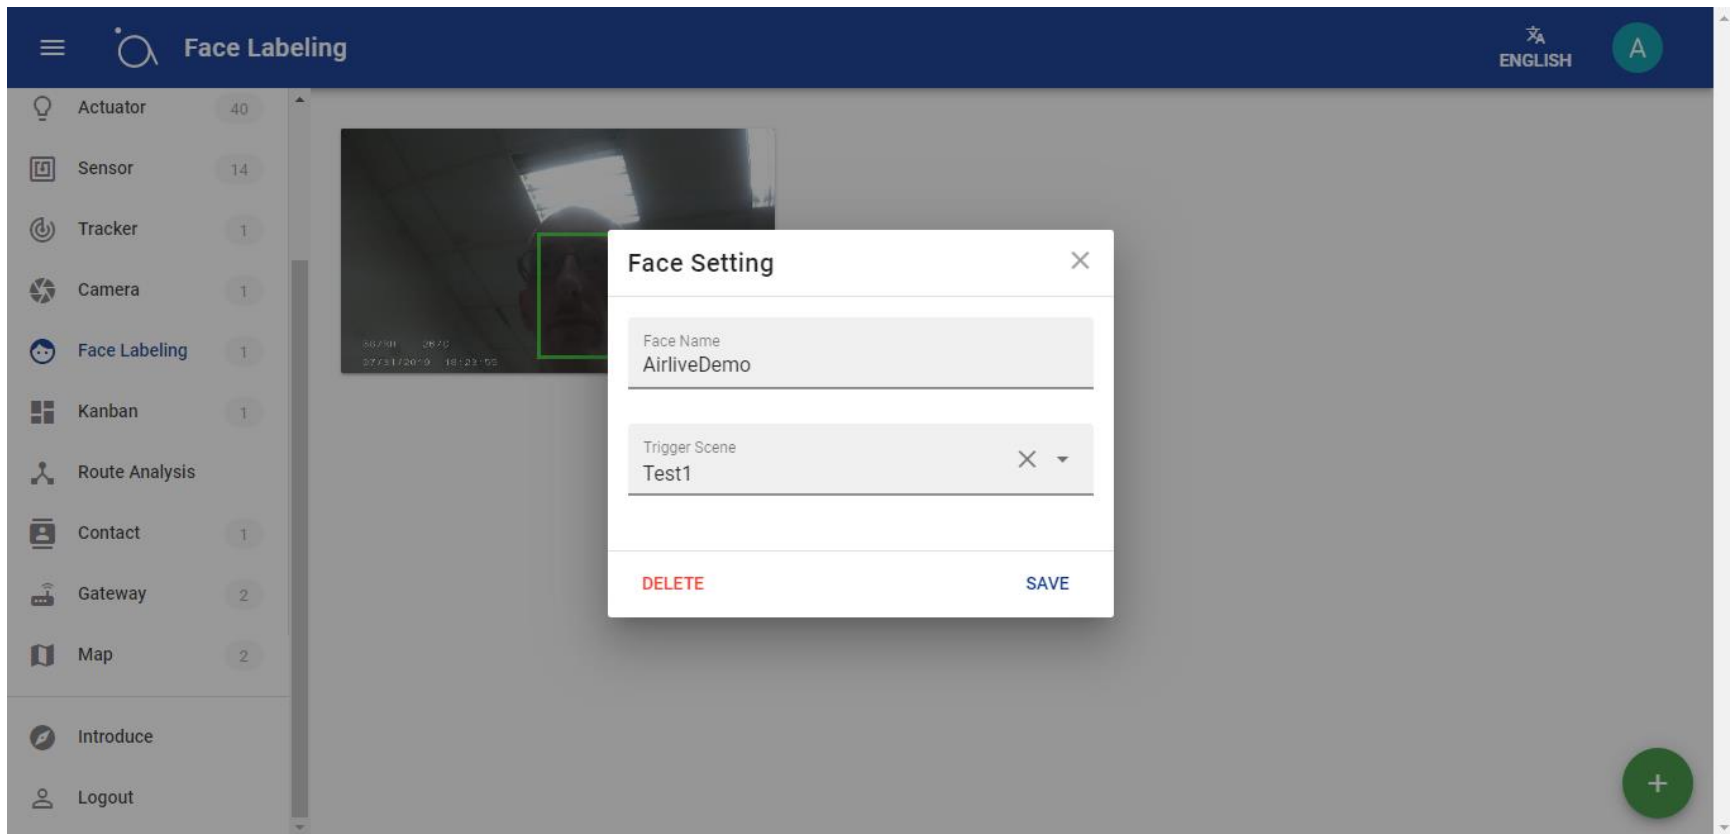 Face Labeling
ENGLISH
A
Actuator 40
Sensor 14
Tracker 1
Camera 1
Face Labeling 1
Kanban 1
Route Analysis
Contact 1
Gateway 2
Map 2
Introduce
Logout
Face Setting
Face Name
AirliveDemo
Trigger Scene
Test1
DELETE SAVE